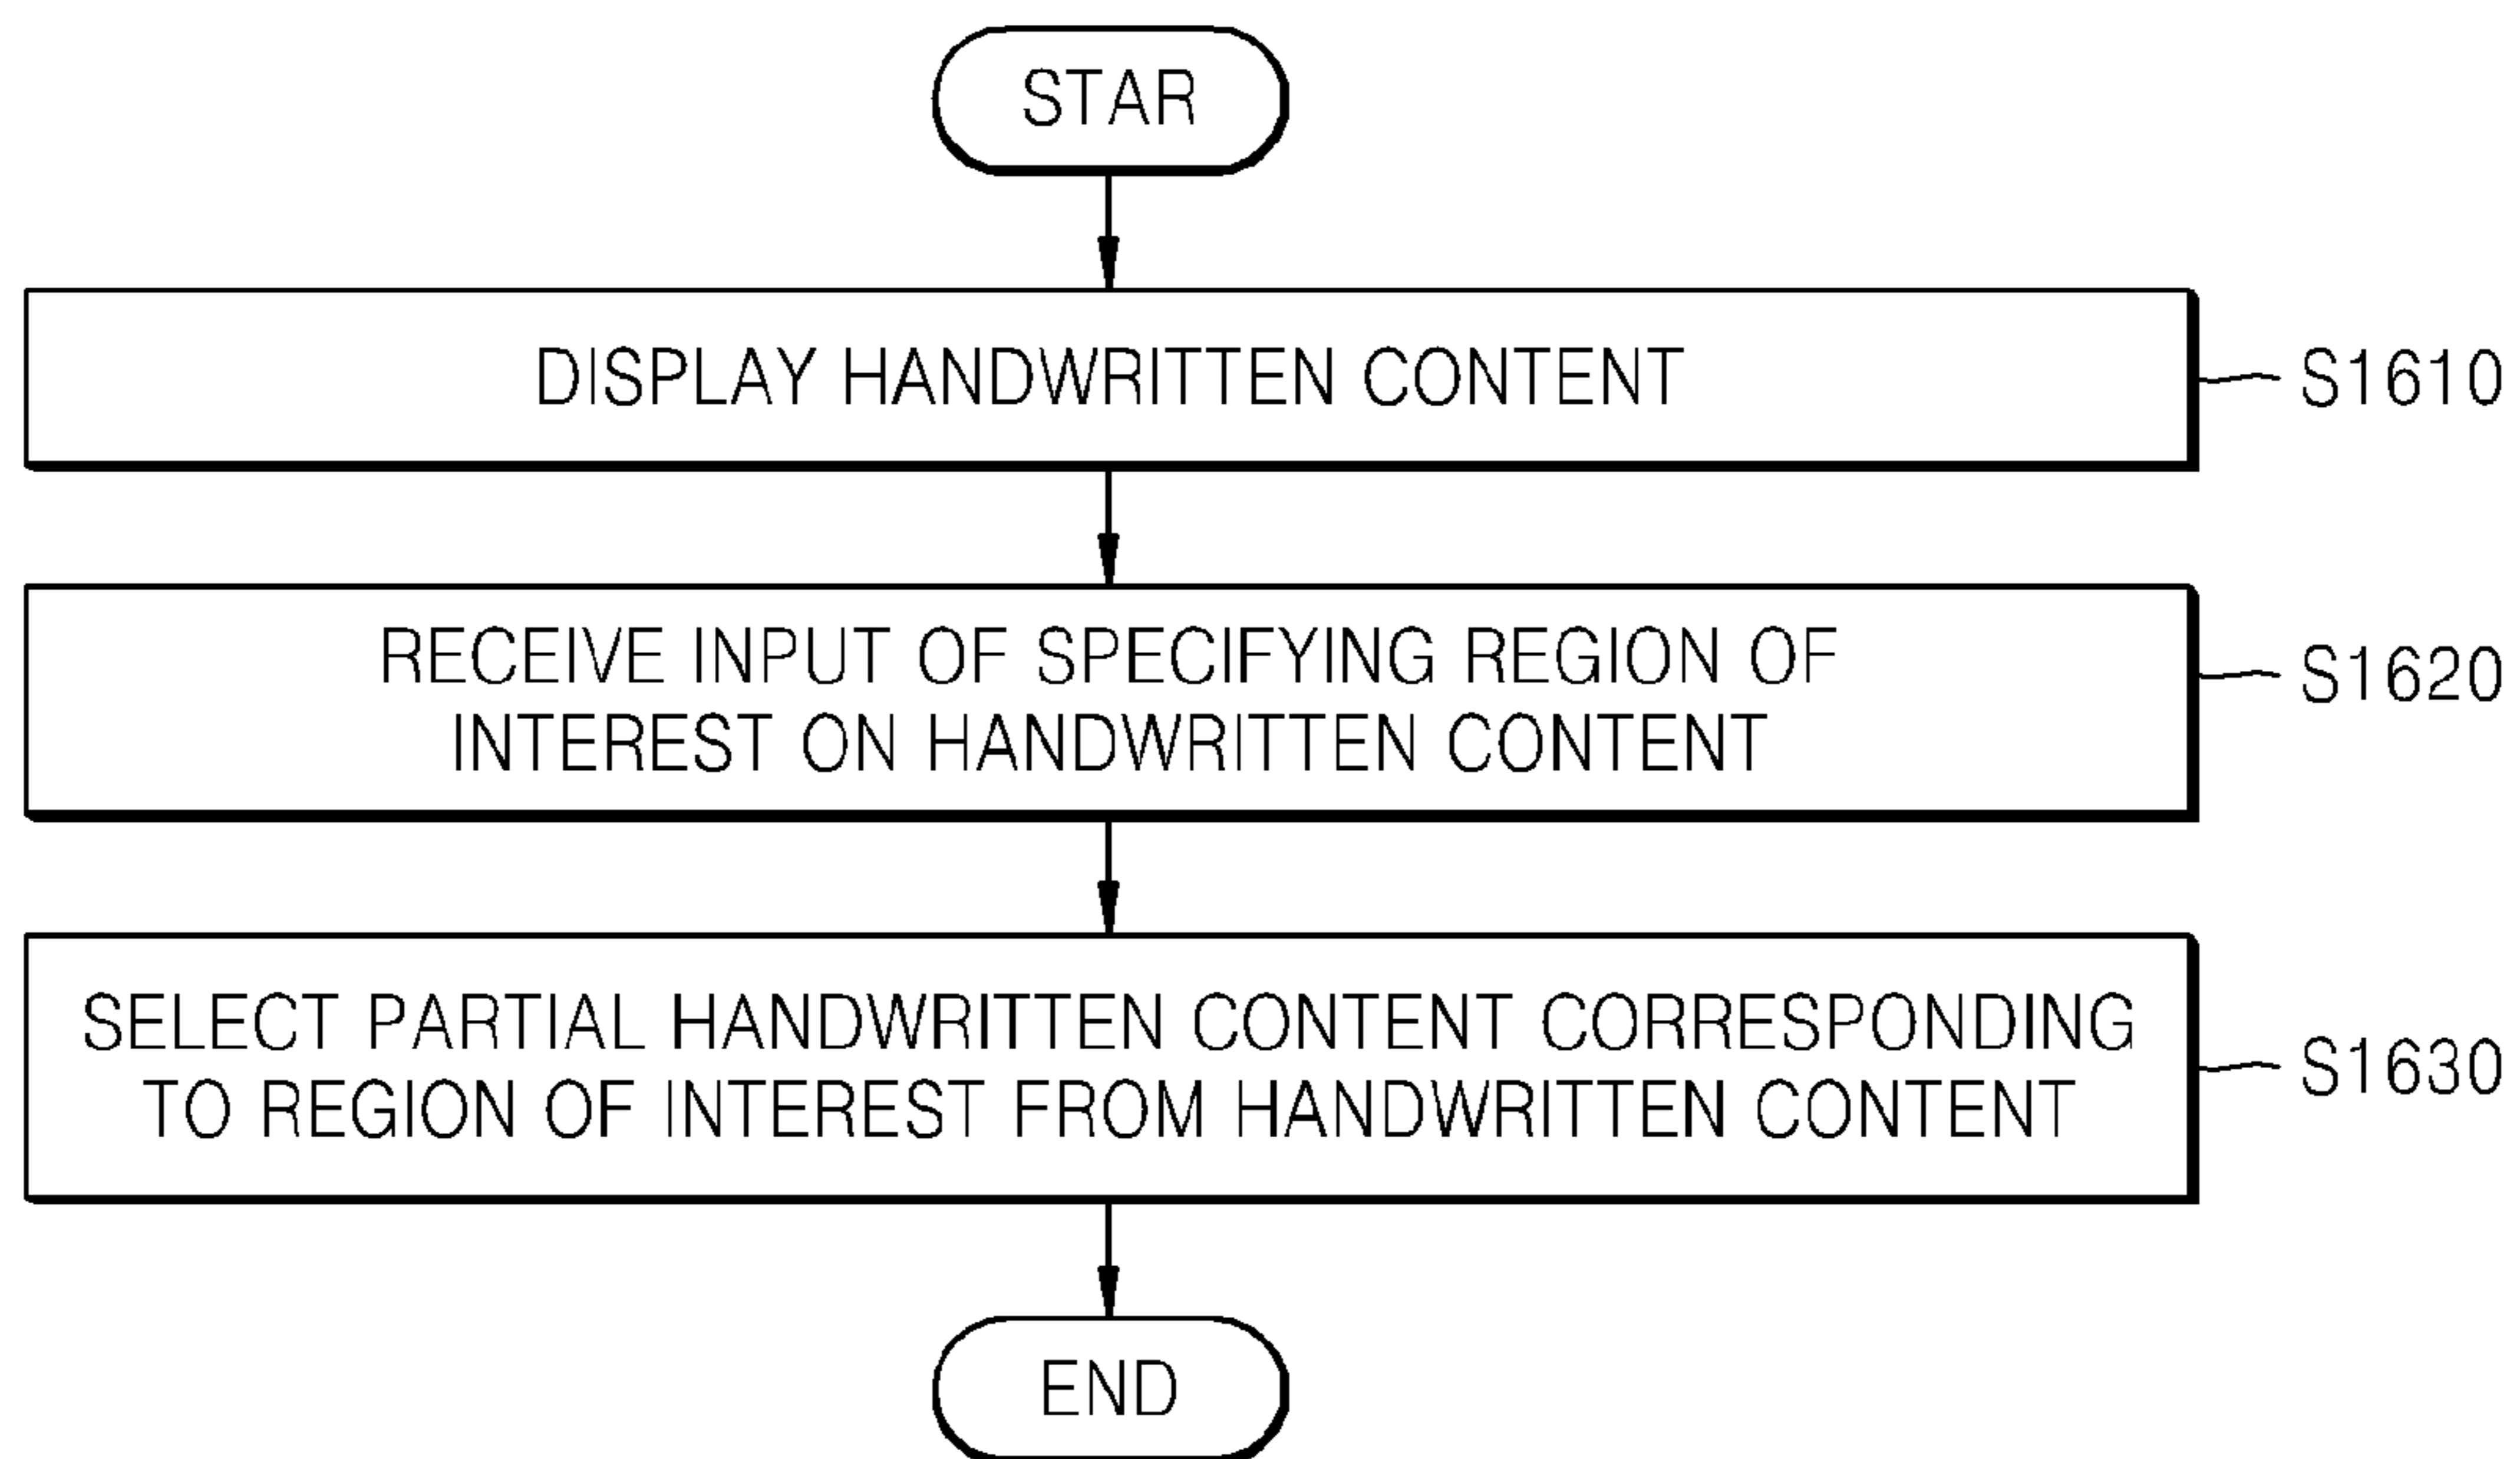 STAR
DISPLAY HANDWRITTEN CONTENT
S1610
RECEIVE INPUT OF SPECIFYING REGION OF
INTEREST ON HANDWRITTEN CONTENT
S1620
SELECT PARTIAL HANDWRITTEN CONTENT CORRESPONDING
TO REGION OF INTEREST FROM HANDWRITTEN CONTENT
S1630
END